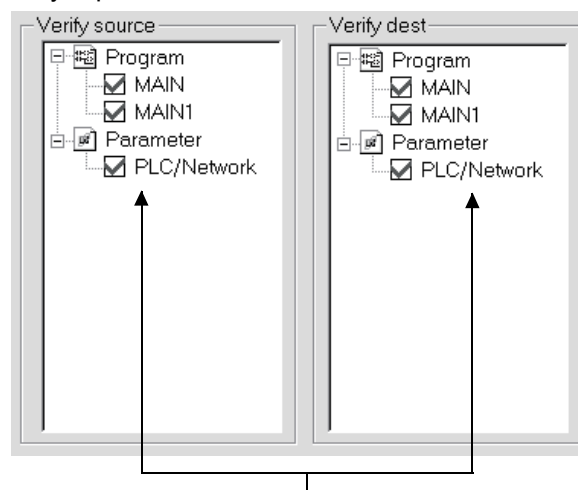 Verify source
Program
MAIN
MAIN1
Parameter
PLC/Network
Verify dest
Program
MAIN
MAIN1
Parameter
PLC/Network